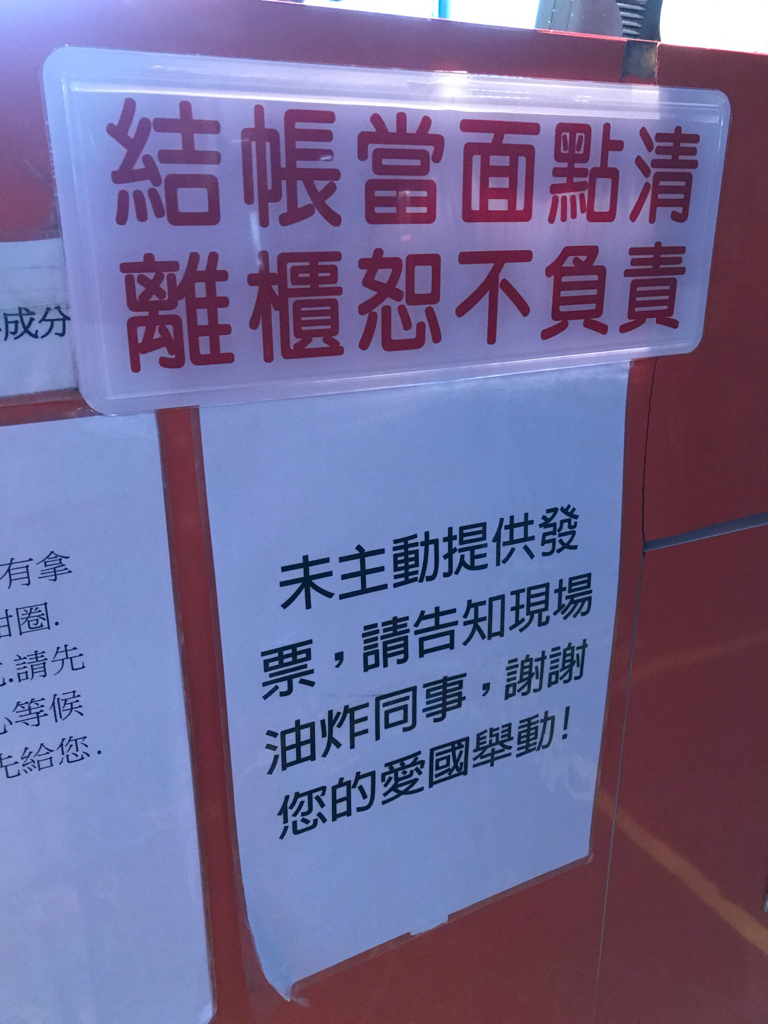 結帳當面點清
離櫃恕不負責
成分
有拿
甜圈.
請先
等候
先給您.
未主動提供發
票，請告知現場
油炸同事，謝謝
您的愛國舉動!